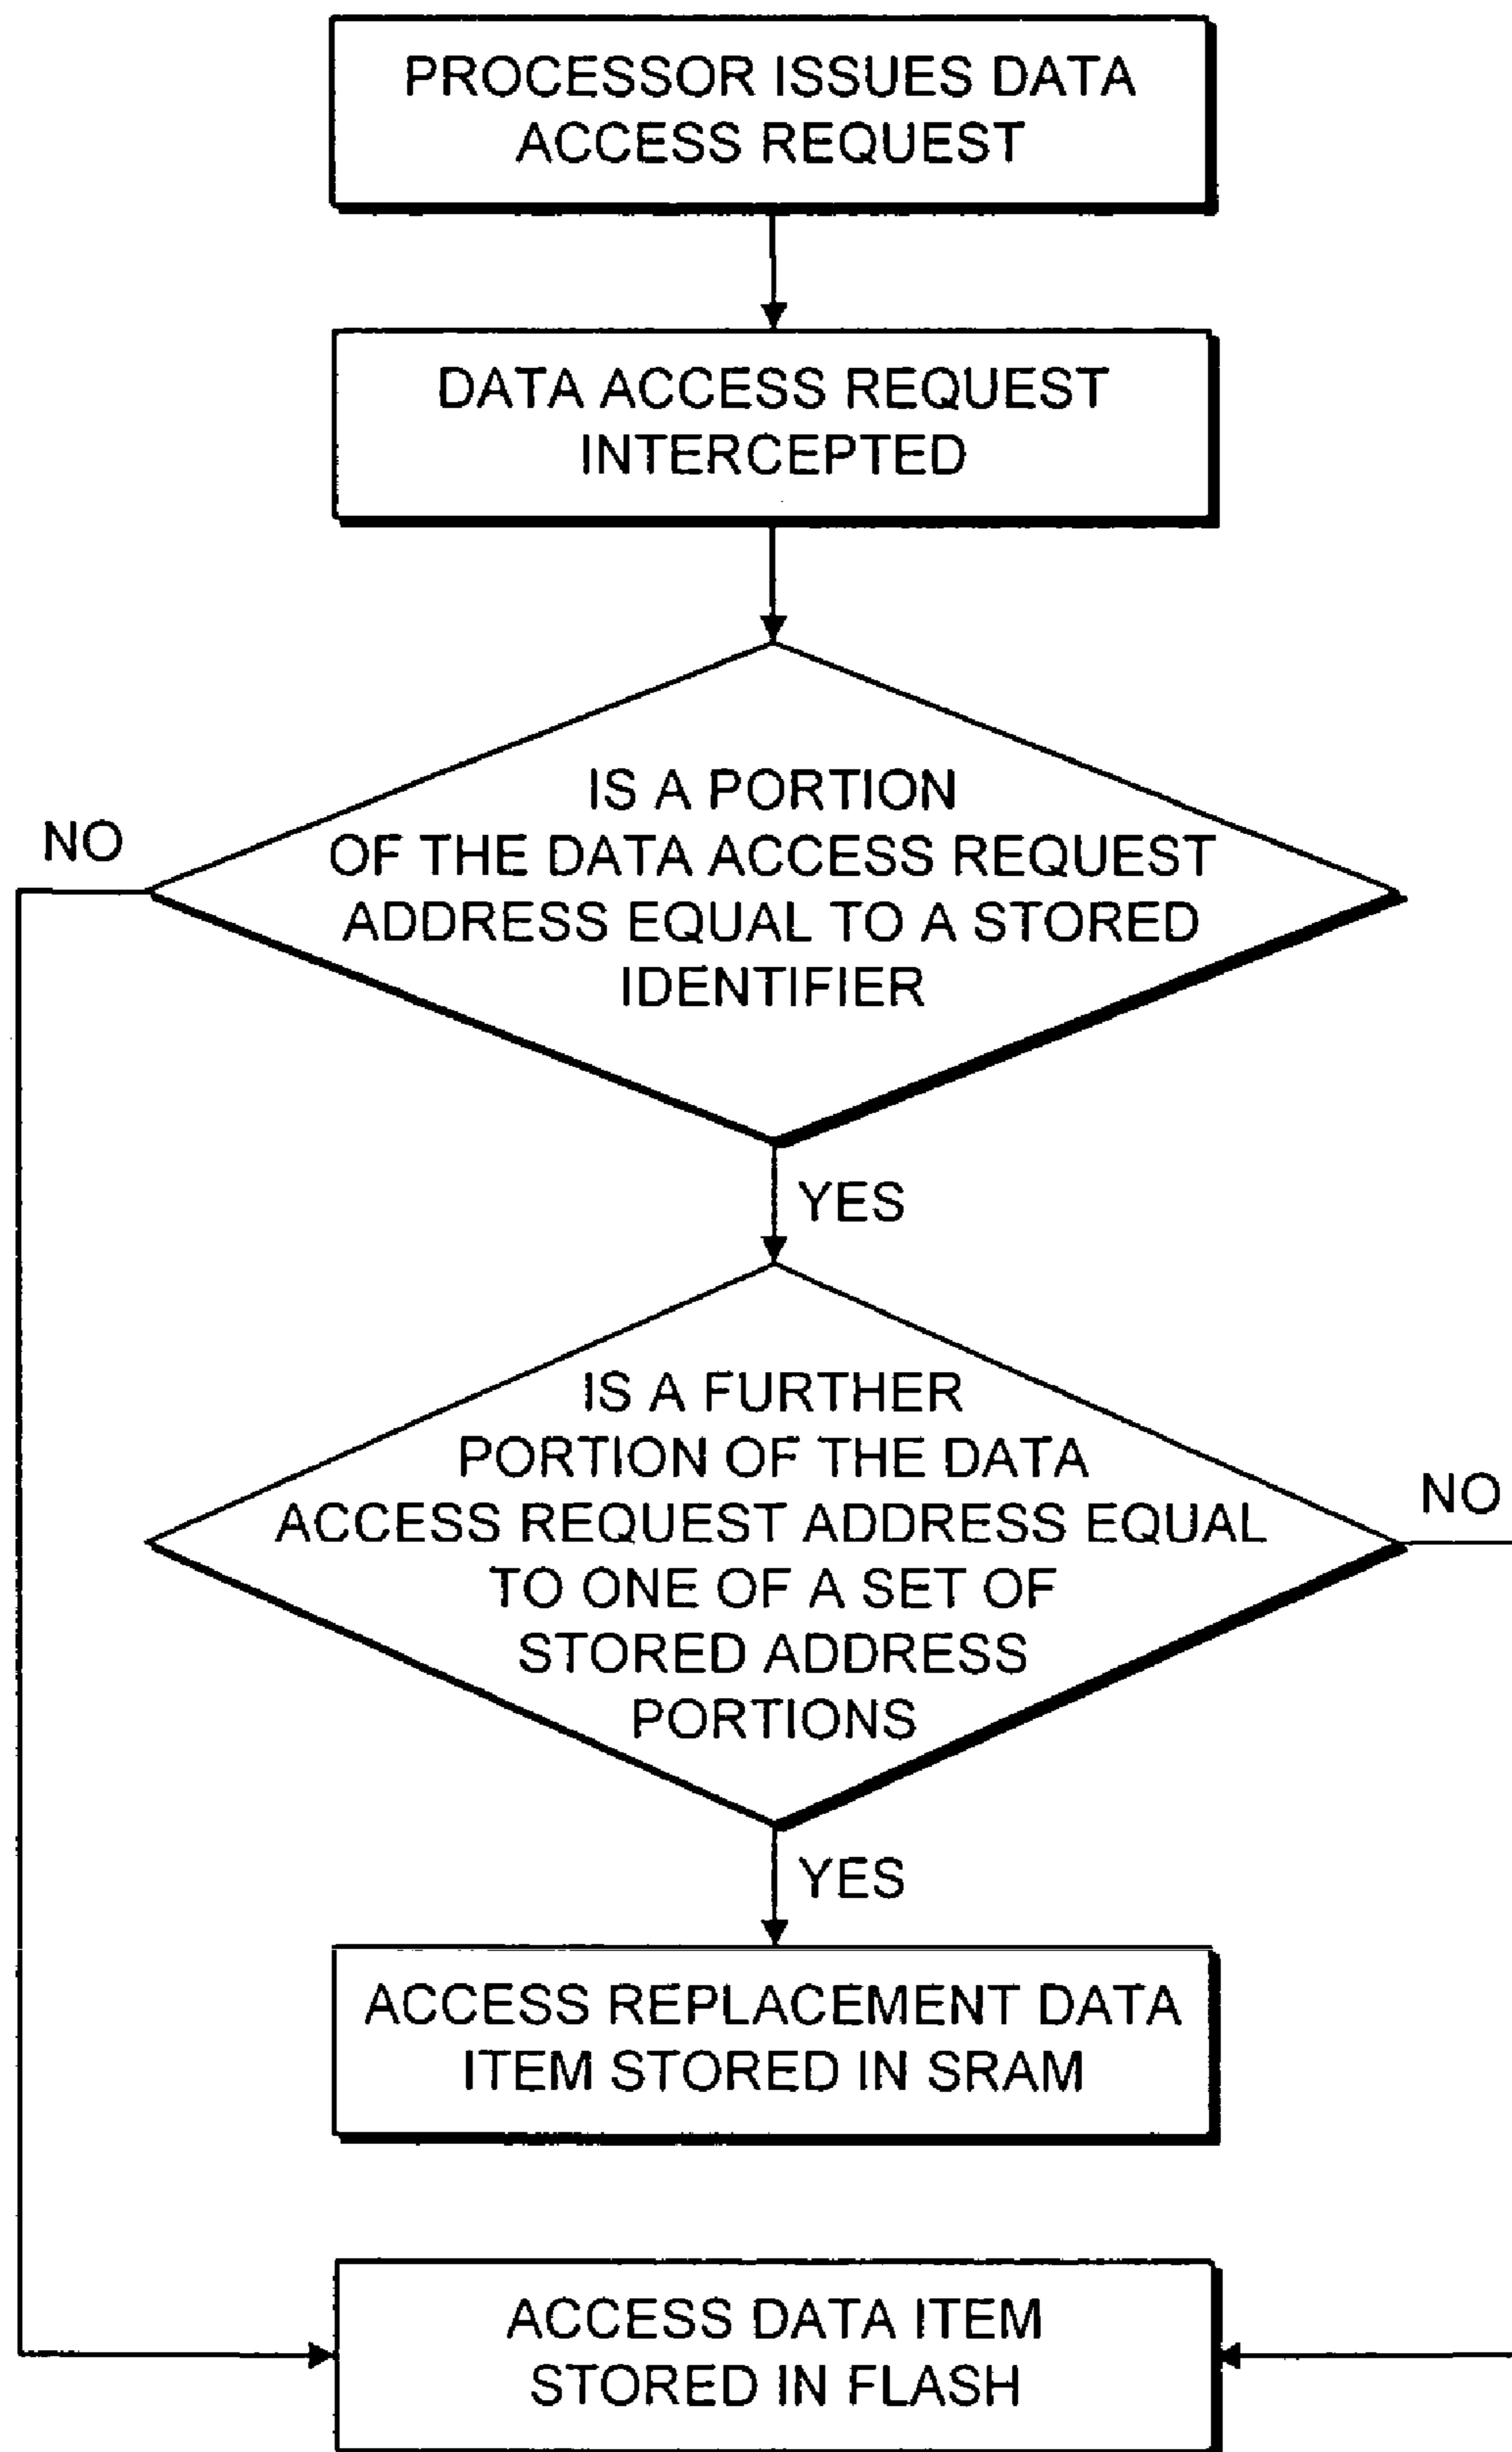 PROCESSOR ISSUES DATA
ACCESS REQUEST
DATA ACCESS REQUEST
INTERCEPTED
IS A PORTION
OF THE DATA ACCESS REQUEST
ADDRESS EQUAL TO A STORED
IDENTIFIER
NO
YES
IS A FURTHER
PORTION OF THE DATA
ACCESS REQUEST ADDRESS EQUAL
TO ONE OF A SET OF
STORED ADDRESS
PORTIONS
NO
YES
ACCESS REPLACEMENT DATA
ITEM STORED IN SRAM
ACCESS DATA ITEM
STORED IN FLASH